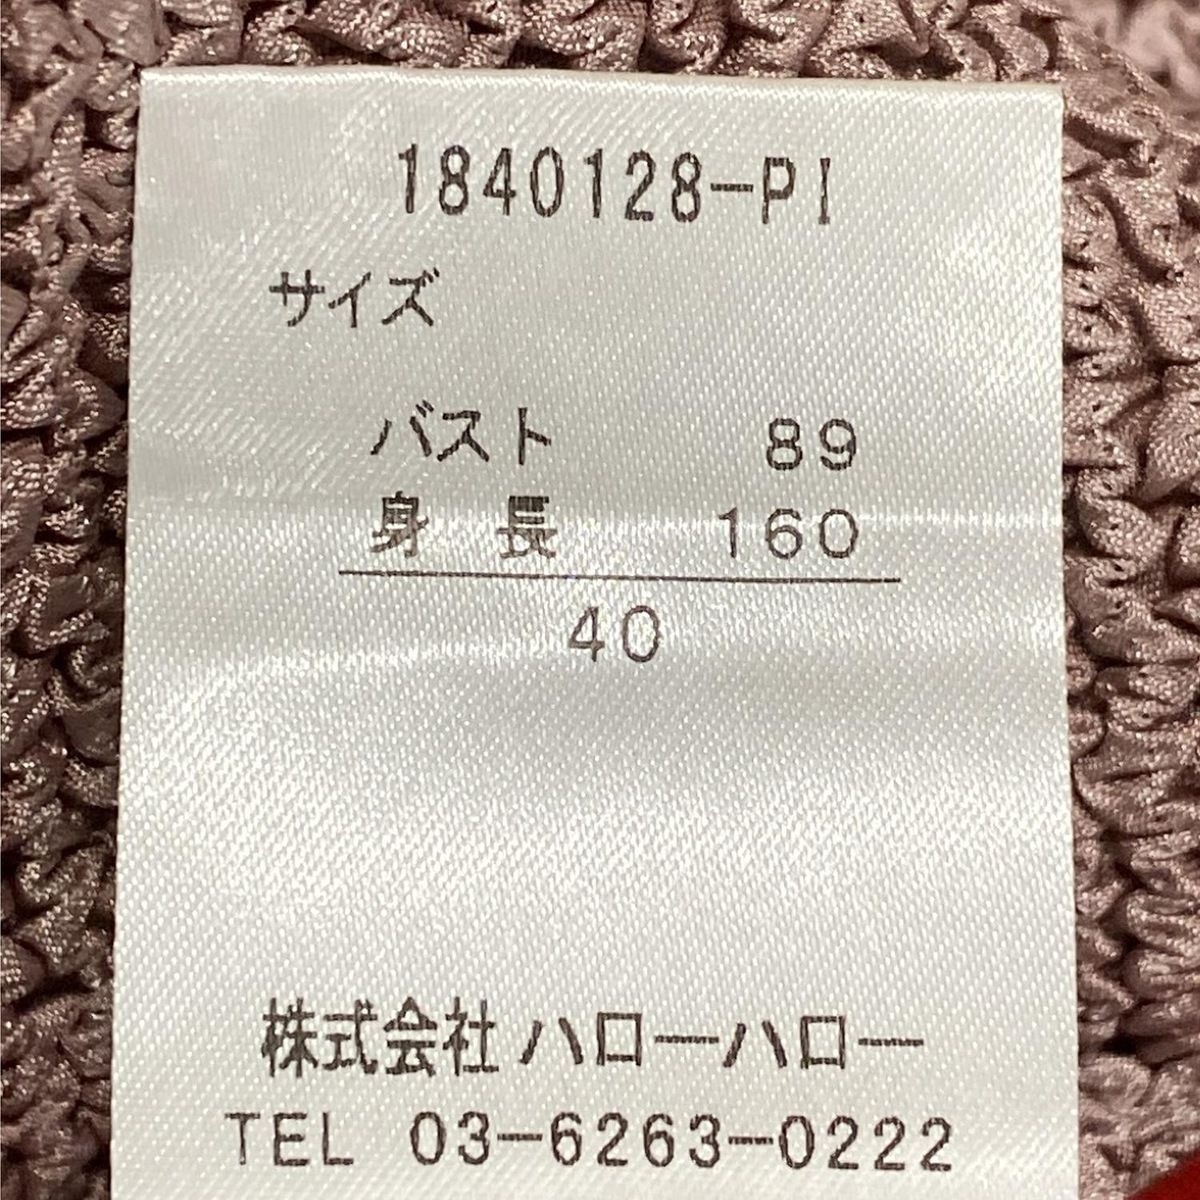 1840128-PI
サイズ
バスト 89
身長 160
40
株式会社ハローハロー
TEL 03-6263-0222